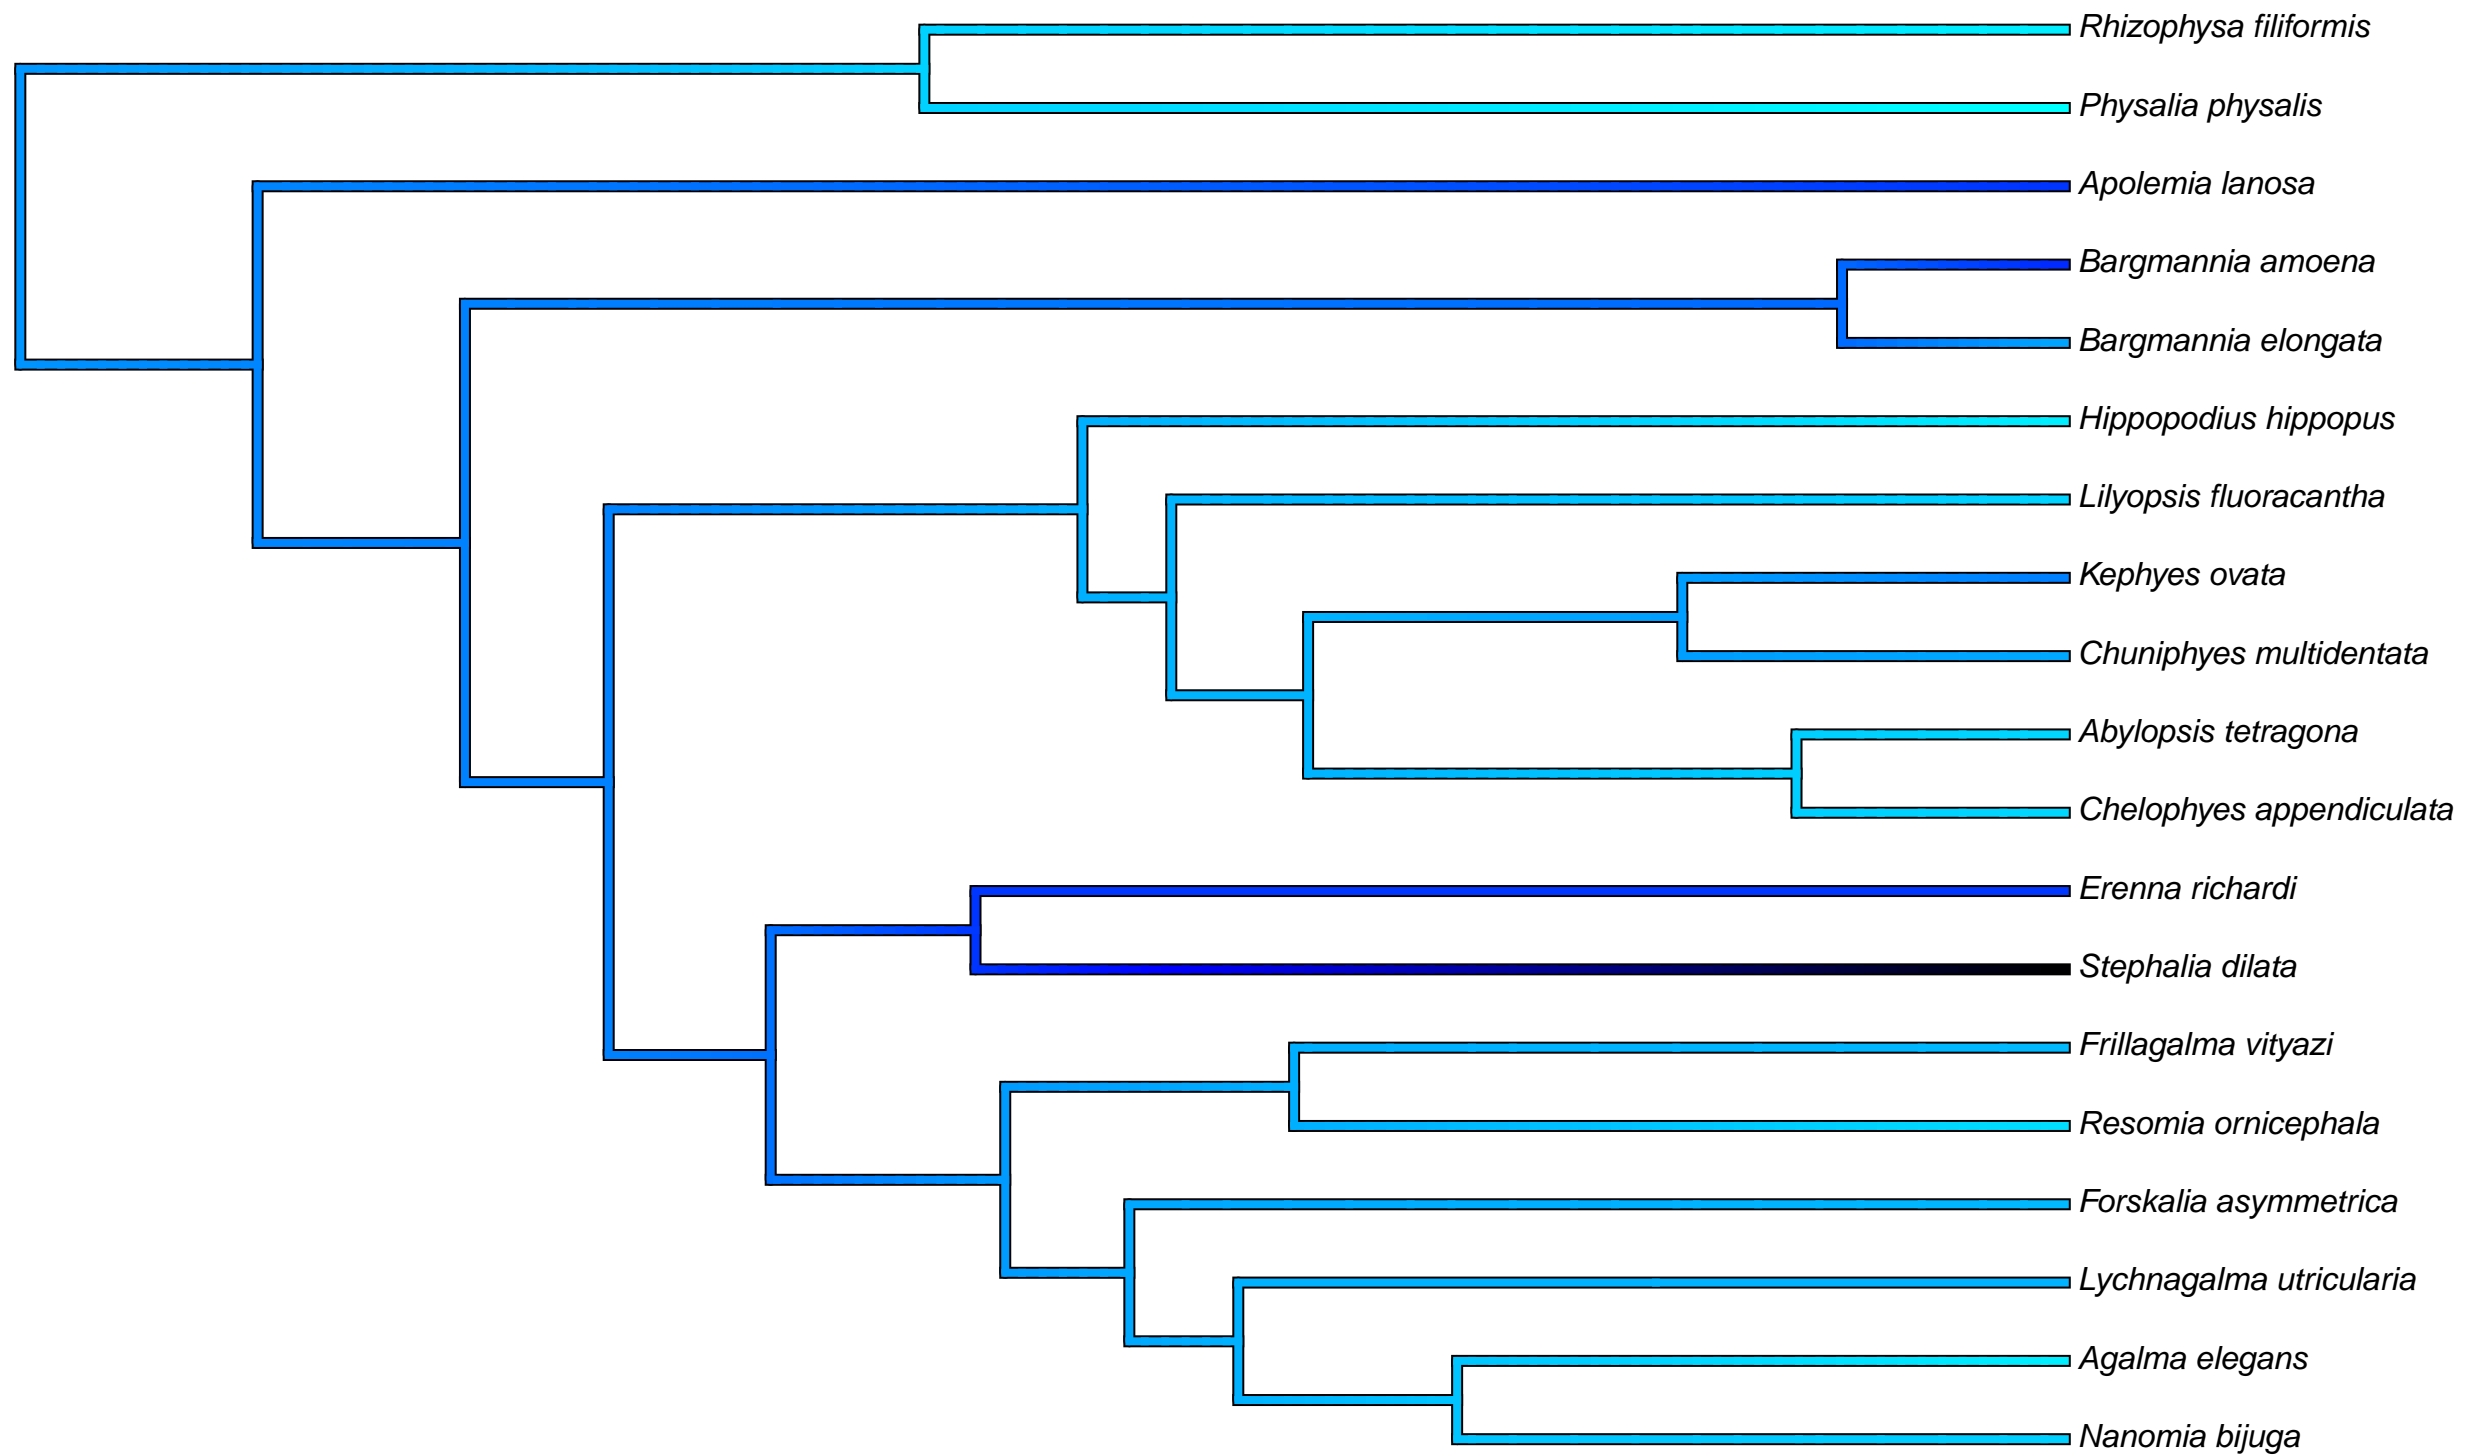 Rhizophysa filiformis
Physalia physalis
Apolemia lanosa
Bargmannia amoena
Bargmannia elongata
Hippopodius hippopus
Lilyopsis fluoracantha
Kephyes ovata
Chuniphyes multidentata
Abylopsis tetragona
Chelophyes appendiculata
Erenna richardi
Stephalia dilata
Frillagalma vityazi
Resomia ornicephala
Forskalia asymmetrica
Lychnagalma utricularia
Agalma elegans
Nanomia bijuga